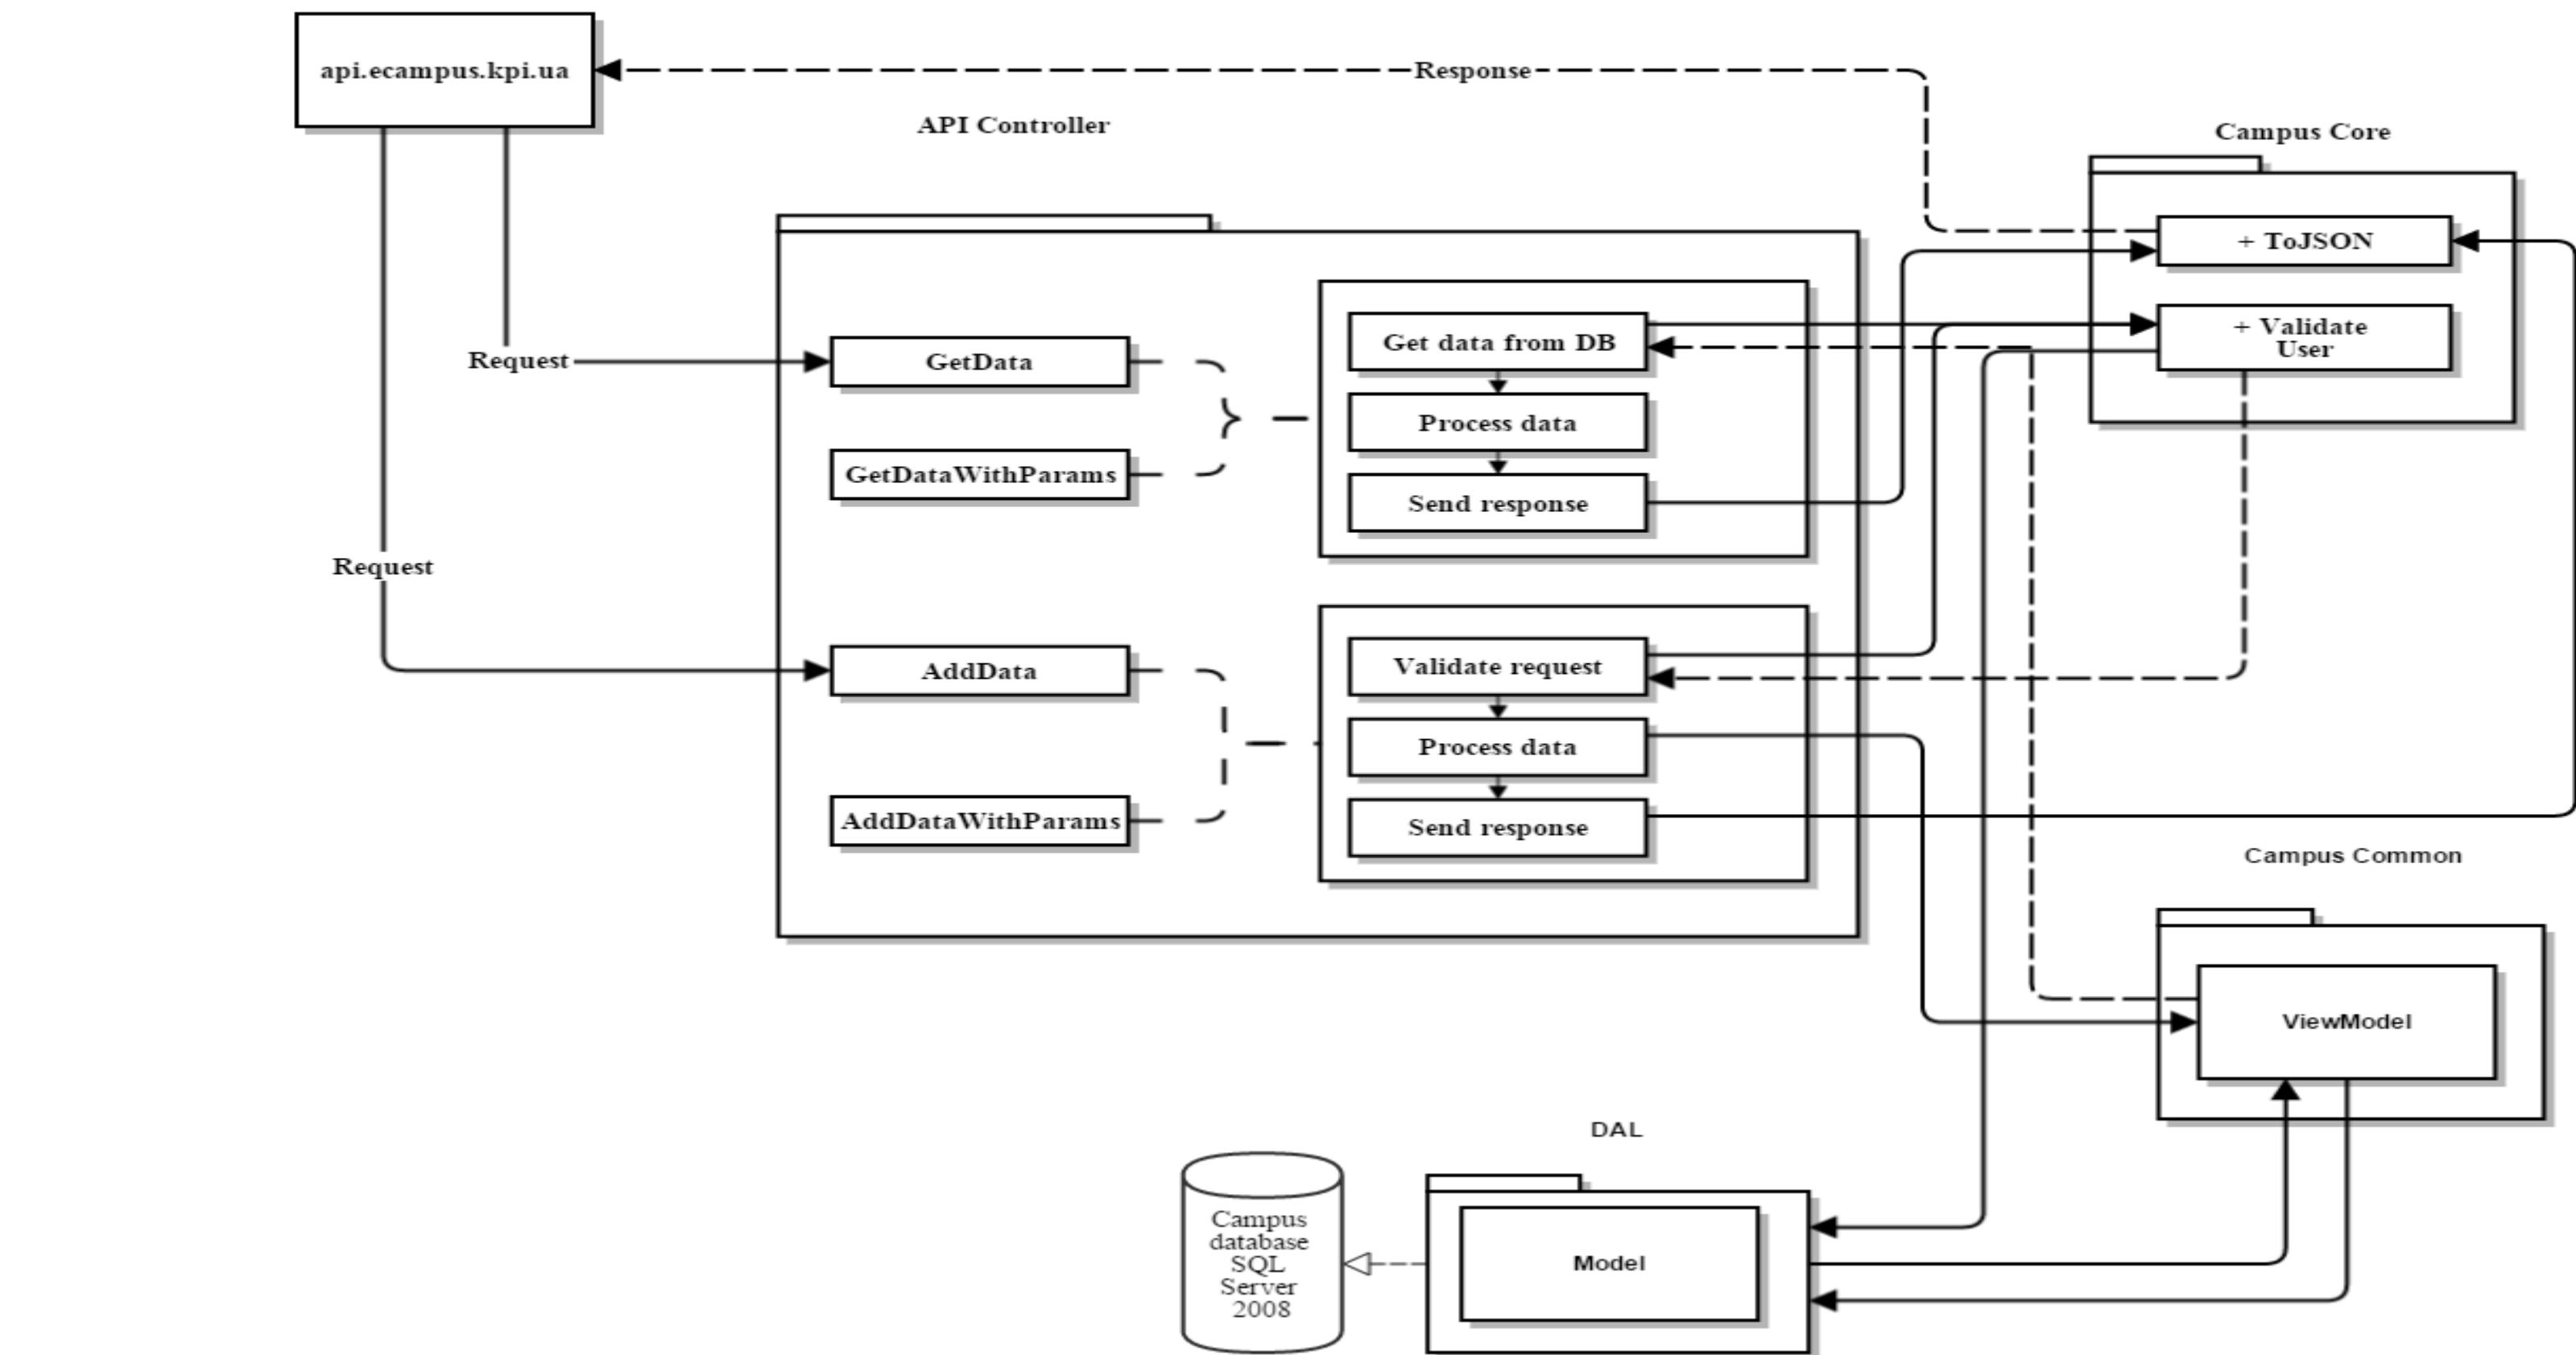 api.ecampus.kpi.ua
Response
API Controller
Campus Core
+ ToJSON
+ Validate
User
Request
GetData
GetDataWithParams
Get data from DB
Process data
Send response
Request
AddData
AddDataWithParams
Validate request
Process data
Send response
Campus Common
ViewModel
DAL
Model
Campus
database
SQL
Server
2008